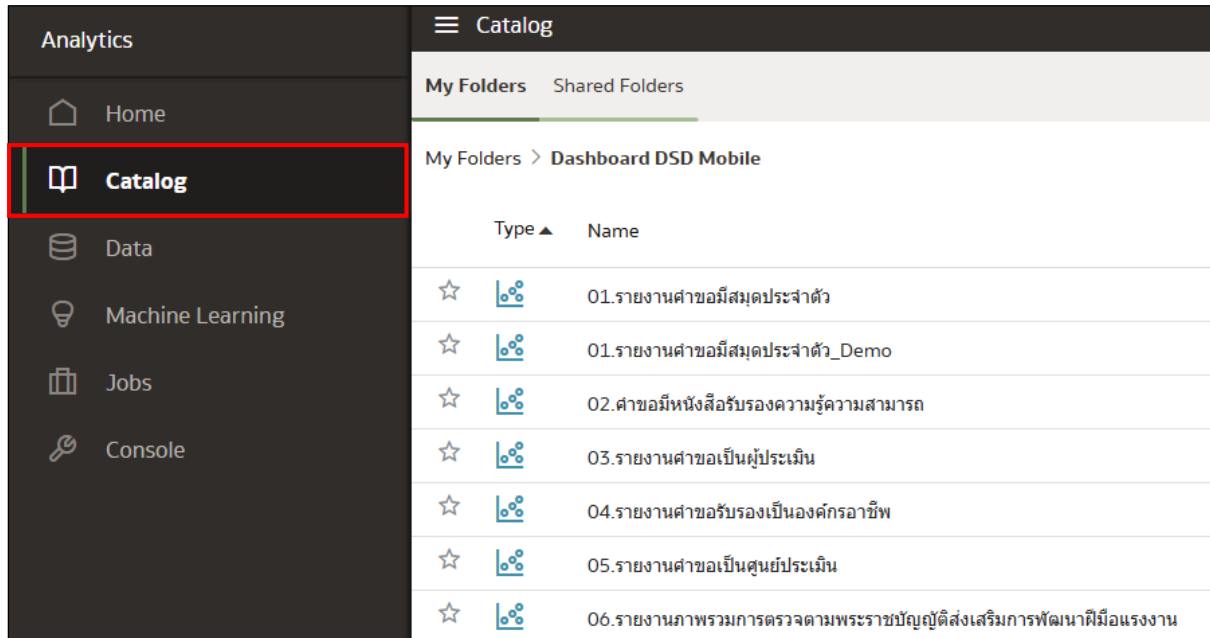 Analytics
Home
Catalog
Data
Machine Learning
Jobs
Console
Catalog
My Folders Shared Folders
My Folders > Dashboard DSD Mobile
Type Name
01.รายงานคำขอมีสมุดประจำตัว
01.รายงานคำขอมีสมุดประจำตัว_Demo
02.คำขอมีหนังสือรับรองความรู้ความสามารถ
03.รายงานคำขอเป็นผู้ประเมิน
04.รายงานคำขอรับรองเป็นองค์กรอาชีพ
05.รายงานคำขอเป็นศูนย์ประเมิน
06.รายงานภาพรวมการตรวจตามพระราชบัญญัติส่งเสริมการพัฒนาฝีมือแรงงาน